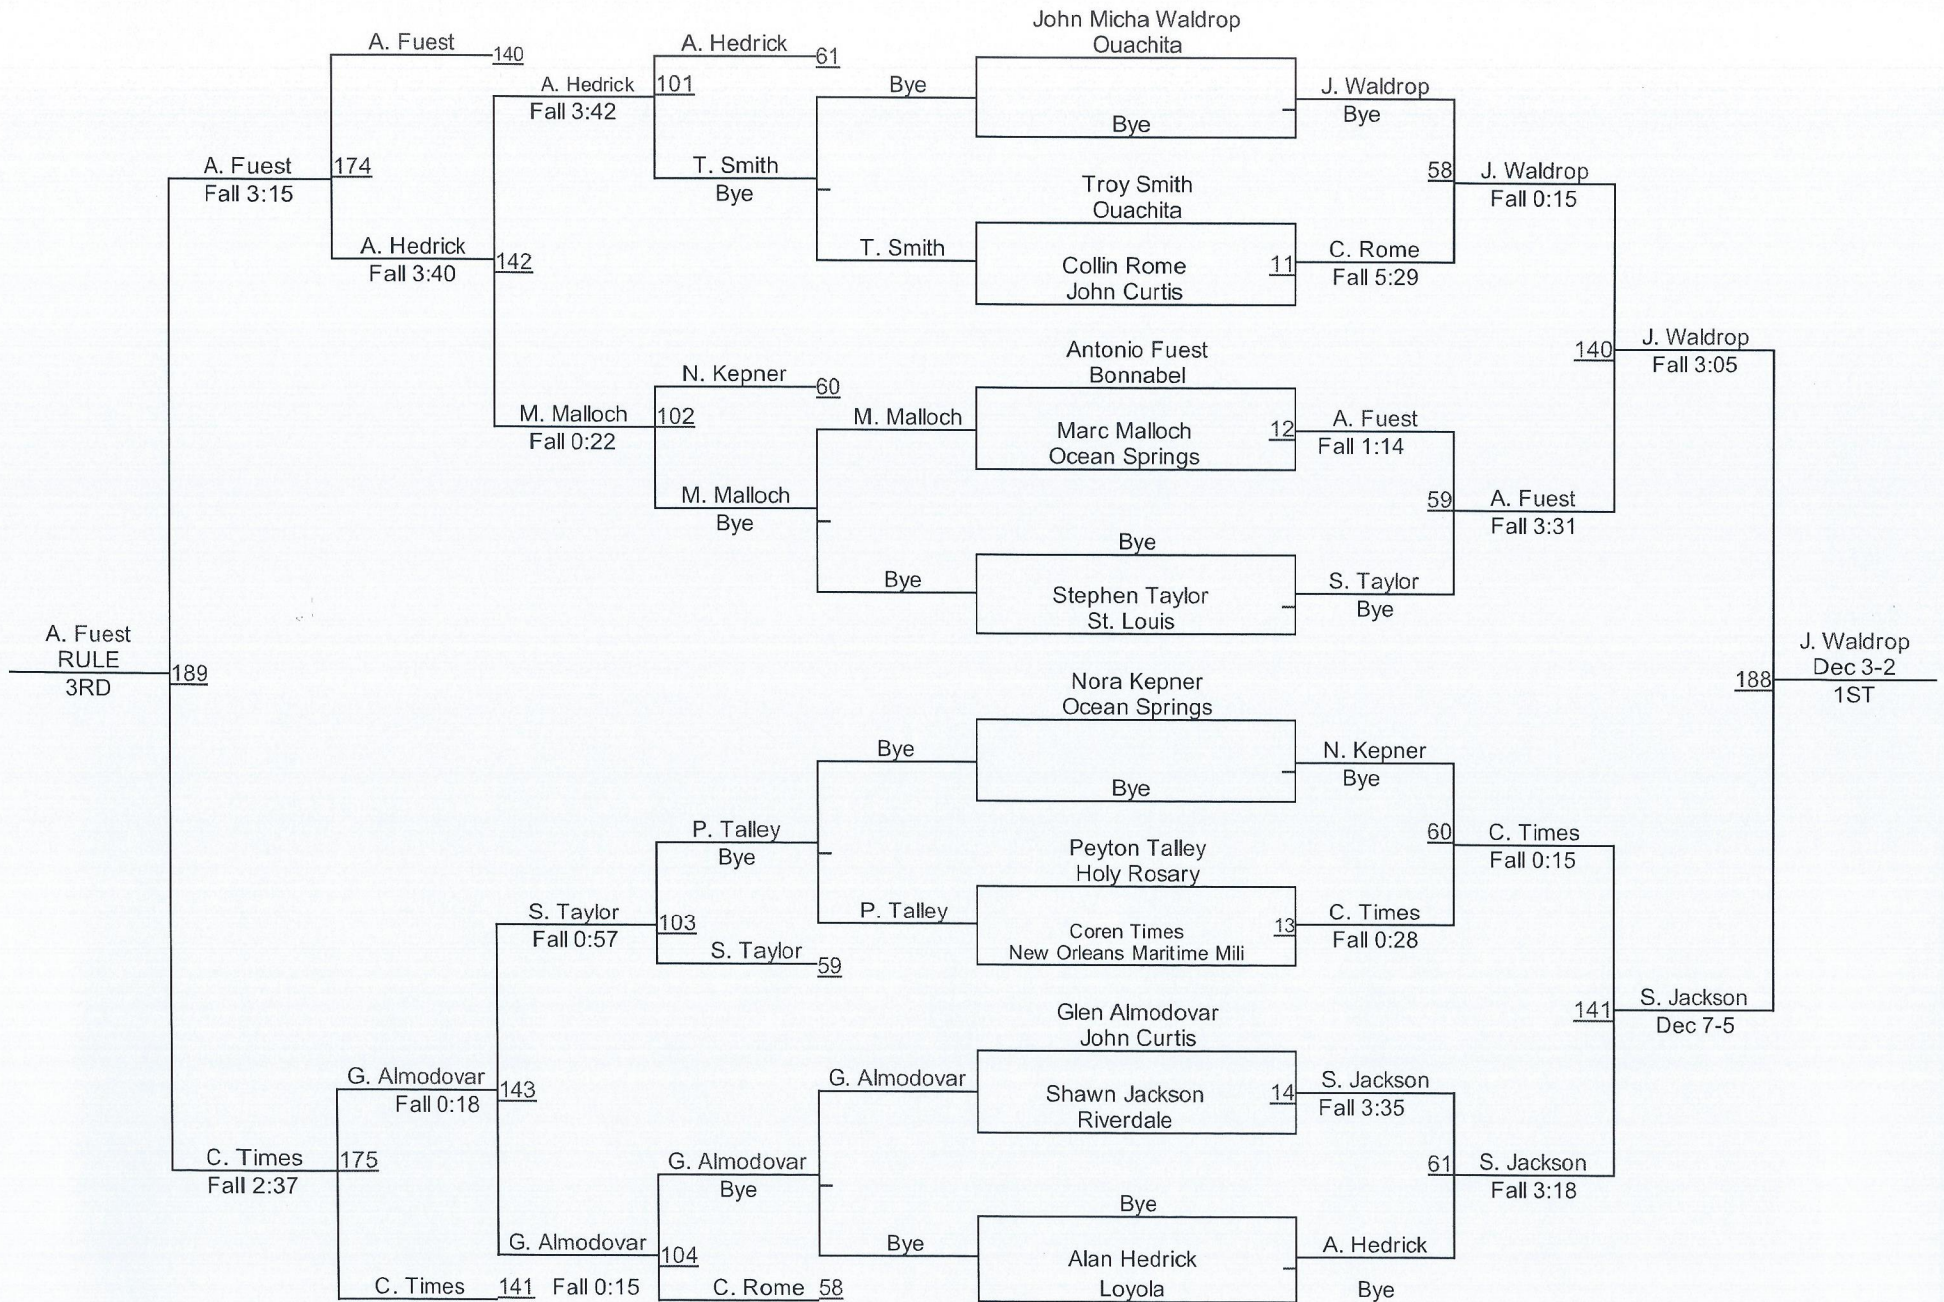 John Micha Waldrop
Ouachita
A. Fuest
140
A. Hedrick
61
A. Hedrick
101
Fall 3:42
Bye
Bye
J. Waldrop
Bye
A. Fuest
174
Fall 3:15
T. Smith
Bye
Troy Smith
Ouachita
58
J. Waldrop
Fall 0:15
A. Hedrick
142
Fall 3:40
T. Smith
Collin Rome
John Curtis
11
C. Rome
Fall 5:29
Antonio Fuest
Bonnabel
140
J. Waldrop
Fall 3:05
N. Kepner
60
M. Malloch
102
Fall 0:22
M. Malloch
Marc Malloch
Ocean Springs
12
A. Fuest
Fall 1:14
M. Malloch
Bye
59
A. Fuest
Fall 3:31
Bye
Bye
Stephen Taylor
St. Louis
S. Taylor
Bye
A. Fuest
RULE
3RD
189
Nora Kepner
Ocean Springs
188
J. Waldrop
Dec 3-2
1ST
Bye
Bye
N. Kepner
Bye
P. Talley
Bye
Peyton Talley
Holy Rosary
60
C. Times
Fall 0:15
S. Taylor
Fall 0:57
103
P. Talley
Coren Times
New Orleans Maritime Mili
13
C. Times
Fall 0:28
S. Taylor
59
Glen Almodovar
John Curtis
141
S. Jackson
Dec 7-5
G. Almodovar
Fall 0:18
143
G. Almodovar
Shawn Jackson
Riverdale
14
S. Jackson
Fall 3:35
C. Times
Fall 2:37
175
G. Almodovar
Bye
61
S. Jackson
Fall 3:18
Bye
G. Almodovar
104
Fall 0:15
Bye
Alan Hedrick
Loyola
A. Hedrick
Bye
C. Times
141
C. Rome
58